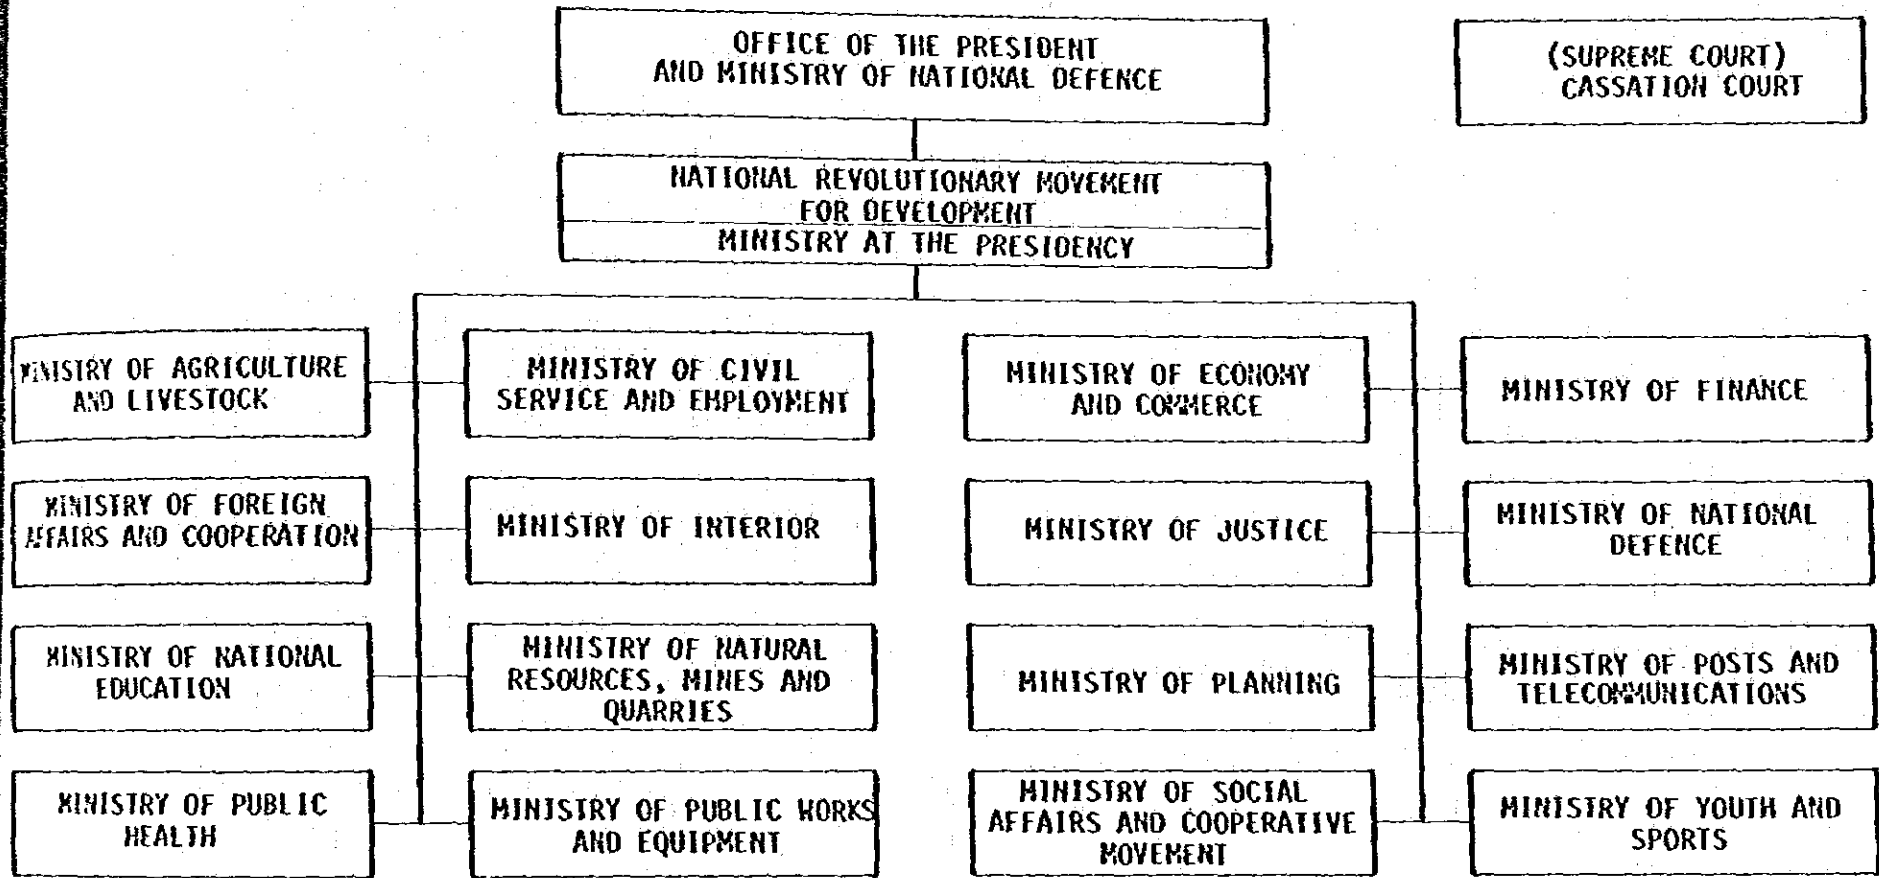 OFFICE OF THE PRESIDENT
AND MINISTRY OF NATIONAL DEFENCE
(SUPREME COURT)
CASSATION COURT
NATIONAL REVOLUTIONARY MOVEMENT
FOR DEVELOPMENT
MINISTRY AT THE PRESIDENCY
MINISTRY OF AGRICULTURE
AND LIVESTOCK
MINISTRY OF CIVIL
SERVICE AND EMPLOYMENT
MINISTRY OF ECONOMY
AND COMMERCE
MINISTRY OF FINANCE
MINISTRY OF FOREIGN
AFFAIRS AND COOPERATION
MINISTRY OF INTERIOR
MINISTRY OF JUSTICE
MINISTRY OF NATIONAL
DEFENCE
MINISTRY OF NATIONAL
EDUCATION
MINISTRY OF NATURAL
RESOURCES, MINES AND
QUARRIES
MINISTRY OF PLANNING
MINISTRY OF POSTS AND
TELECOMMUNICATIONS
MINISTRY OF PUBLIC
HEALTH
MINISTRY OF PUBLIC WORKS
AND EQUIPMENT
MINISTRY OF SOCIAL
AFFAIRS AND COOPERATIVE
MOVEMENT
MINISTRY OF YOUTH AND
SPORTS